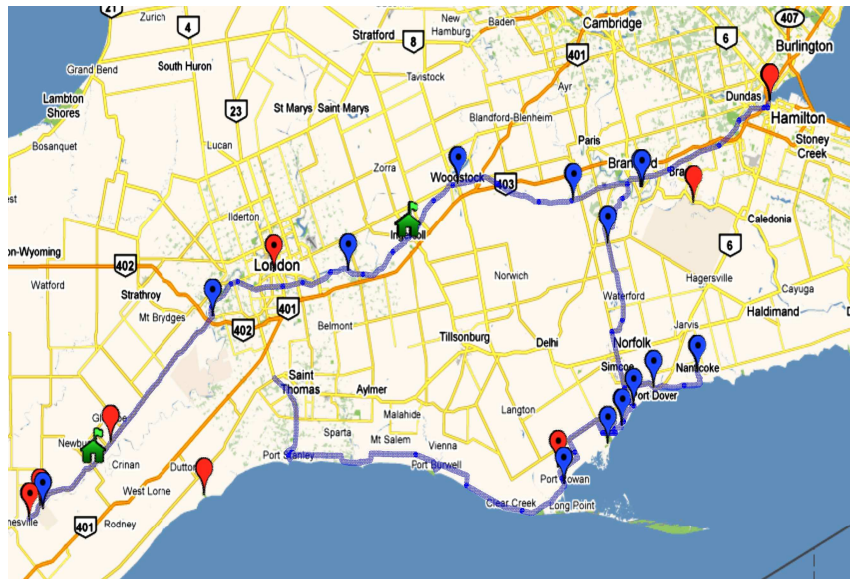 21
Zurich
4
Stratford
8
New
Hamburg
Baden
Cambridge
6
407
Burlington
401
Grand Bend
South Huron
Tavistock
Ayr
Dundas
Lambton
Shores
23
St Marys
Saint Marys
Blandford-Blenheim
Hamilton
Bosanquet
Lucan
Paris
Stoney
Creek
Zorra
Woodstock
403
Ilderton
Caledonia
on-Wyoming
402
London
6
Watford
Strathroy
Norwich
Hagersville
Cayuga
Mt Brydges
401
402
Belmont
Waterford
Haldimand
Jarvis
Tillsonburg
Delhi
Norfolk
Simcoe
Nanticoke
Saint
Thomas
Aylmer
Port Dover
Malahide
Langton
Sparta
Mt Salem
Vienna
Crinan
Dutton
Port Stanley
Port Burwell
West Lorne
Clear Creek
Long Point
401
Rodney